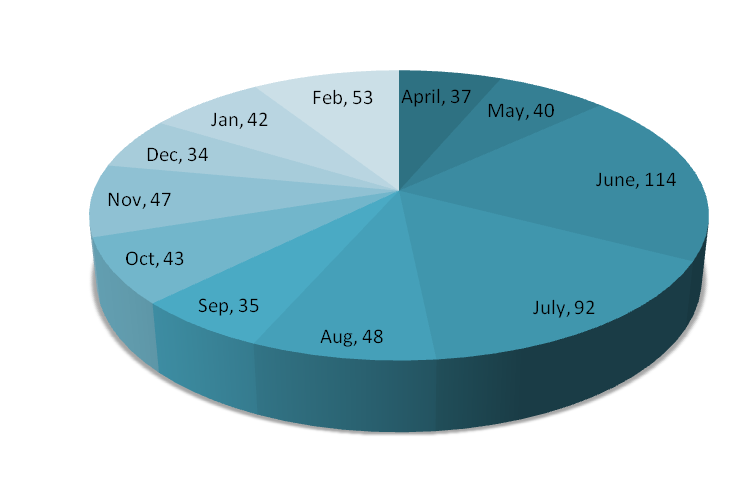 April, 37
May, 40
June, 114
July, 92
Aug, 48
Sep, 35
Oct, 43
Nov, 47
Dec, 34
Jan, 42
Feb, 53